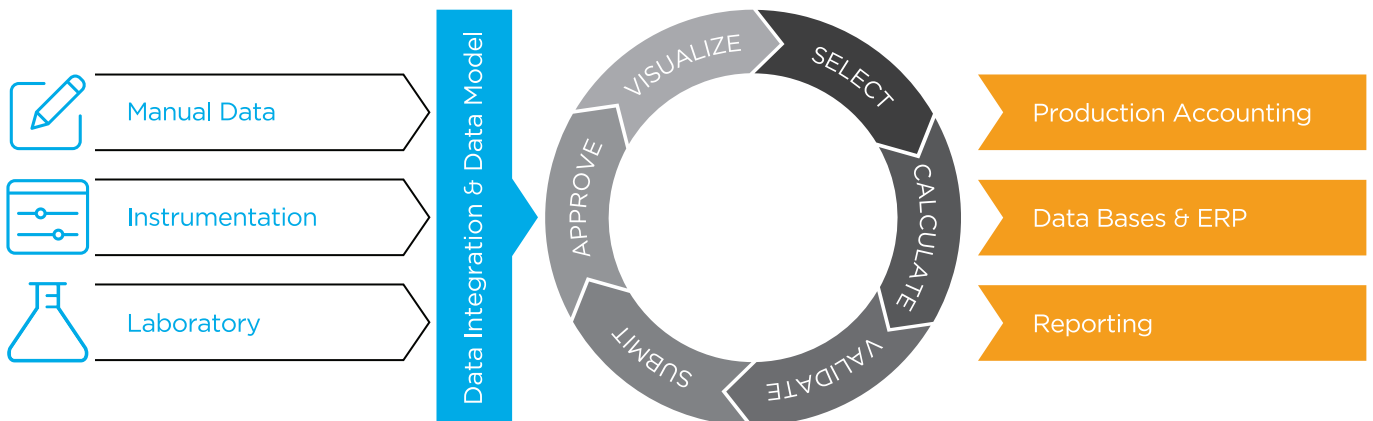 Manual Data
Instrumentation
Laboratory
Data Integration & Data Model
VISUALIZE
SELECT
CALCULATE
VALIDATE
SUBMIT
APPROVE
Production Accounting
Data Bases & ERP
Reporting